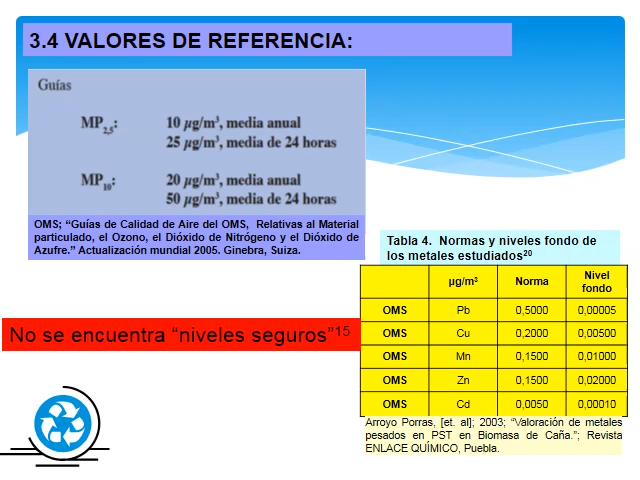 3.4 VALORES DE REFERENCIA:
Guías
MP2,5: 10 µg/m³, media anual
25 µg/m³, media de 24 horas
MP10: 20 µg/m³, media anual
50 µg/m³, media de 24 horas
OMS; “Guías de Calidad de Aire del OMS, Relativas al Material
particulado, el Ozono, el Dióxido de Nitrógeno y el Dióxido de
Azufre.” Actualización mundial 2005. Ginebra, Suiza.
No se encuentra “niveles seguros”15
Tabla 4. Normas y niveles fondo de
los metales estudiados20
µg/m³ Norma Nivel
fondo
OMS Pb 0,5000 0,00005
OMS Cu 0,2000 0,00500
OMS Mn 0,1500 0,01000
OMS Zn 0,1500 0,02000
OMS Cd 0,0050 0,00010
Arroyo Porras, [et. al]; 2003; “Valoración de metales
pesados en PST en Biomasa de Caña.”; Revista
ENLACE QUÍMICO, Puebla.